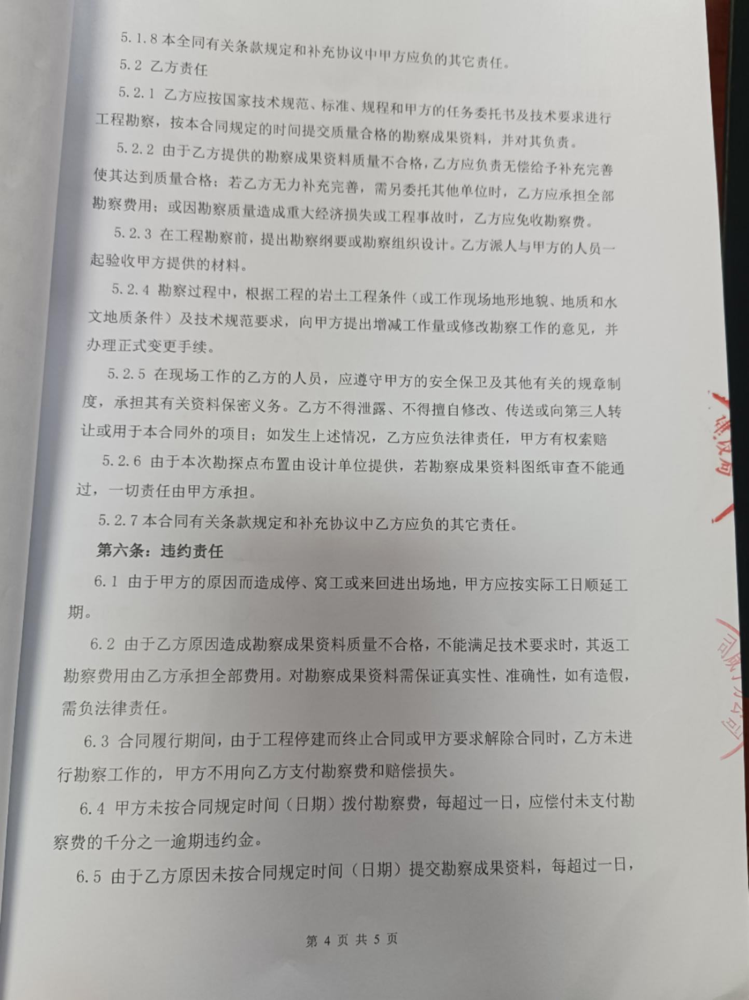 5.1.8本全同有关条款规定和补充协议中甲方应负的其它责任。
5.2 乙方责任
5.2.1 乙方应按国家技术规范、标准、规程和甲方的任务委托书及技术要求进行
工程勘察，按本合同规定的时间提交质量合格的勘察成果资料，并对其负责。
5.2.2 由于乙方提供的勘察成果资料质量不合格，乙方应负责无偿给予补充完善
使其达到质量合格；若乙方无力补充完善，需另委托其他单位时，乙方应承担全部
勘察费用；或因勘察质量造成重大经济损失或工程事故时，乙方应免收勘察费。
5.2.3 在工程勘察前，提出勘察纲要或勘察组织设计。乙方派人与甲方的人员一
起验收甲方提供的材料。
5.2.4 勘察过程中，根据工程的岩土工程条件（或工作现场地形地貌、地质和水
文地质条件）及技术规范要求，向甲方提出增减工作量或修改勘察工作的意见，并
办理正式变更手续。
5.2.5 在现场工作的乙方的人员，应遵守甲方的安全保卫及其他有关的规章制
度，承担其有关资料保密义务。乙方不得泄露、不得擅自修改、传送或向第三人转
让或用于本合同外的项目；如发生上述情况，乙方应负法律责任，甲方有权索赔
5.2.6 由于本次勘探点布置由设计单位提供，若勘察成果资料图纸审查不能通
过，一切责任由甲方承担。
5.2.7本合同有关条款规定和补充协议中乙方应负的其它责任。
第六条：违约责任
6.1 由于甲方的原因而造成停、窝工或来回进出场地，甲方应按实际工日顺延工
期。
6.2 由于乙方原因造成勘察成果资料质量不合格，不能满足技术要求时，其返工
勘察费用由乙方承担全部费用。对勘察成果资料需保证真实性、准确性，如有造假，
需负法律责任。
6.3 合同履行期间，由于工程停建而终止合同或甲方要求解除合同时，乙方未进
行勘察工作的，甲方不用向乙方支付勘察费和赔偿损失。
6.4 甲方未按合同规定时间（日期）拨付勘察费，每超过一日，应偿付未支付勘
察费的千分之一逾期违约金。
6.5 由于乙方原因未按合同规定时间（日期）提交勘察成果资料，每超过一日，
第 4 页 共 5 页